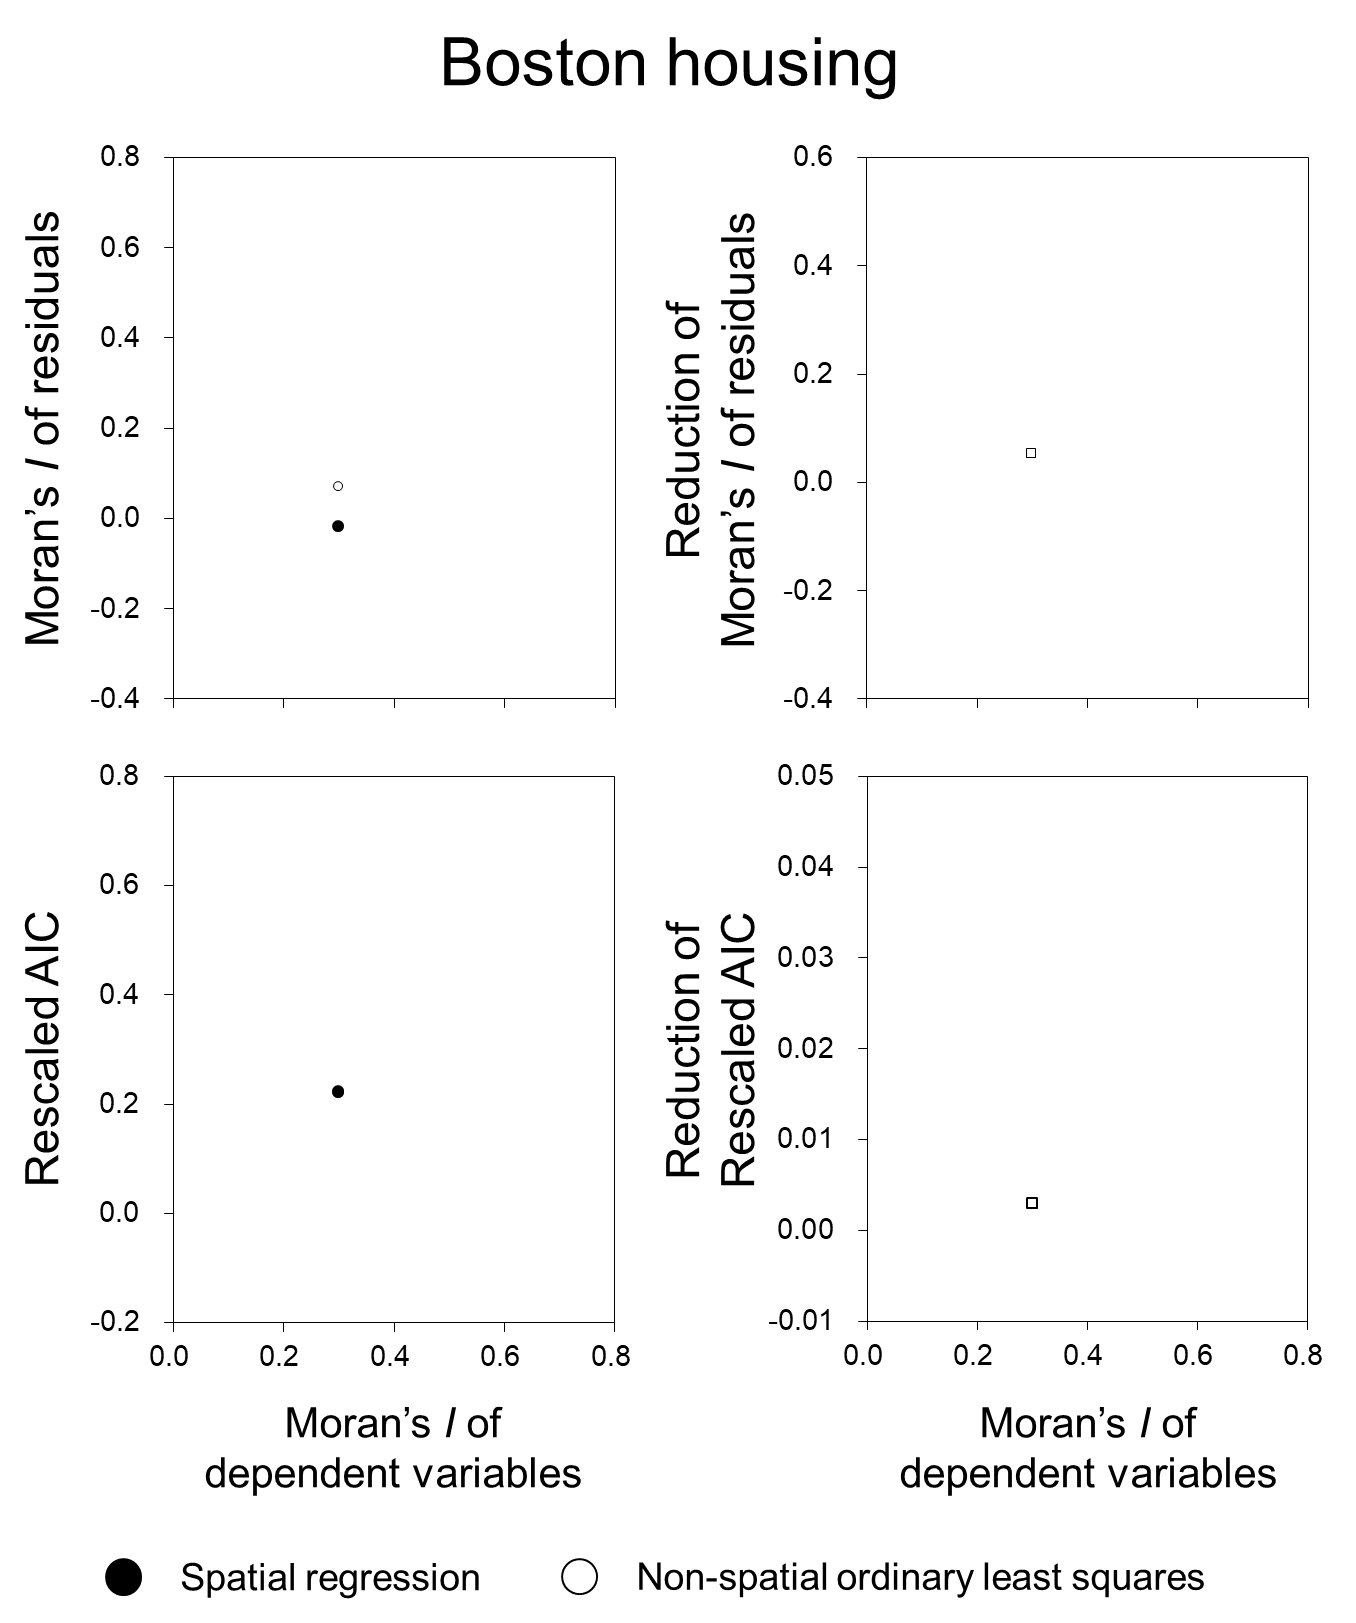 Boston housing
0.8
0.6
0.4
0.2
0.0
-0.2
-0.4
Moran’s I of residuals
0.6
0.4
0.2
0.0
-0.2
-0.4
Reduction of
Moran’s I of residuals
0.8
0.6
0.4
0.2
0.0
-0.2
Rescaled AIC
0.0 0.2 0.4 0.6 0.8
Moran’s I of
dependent variables
0.05
0.04
0.03
0.02
0.01
0.00
-0.01
Reduction of
Rescaled AIC
0.0 0.2 0.4 0.6 0.8
Moran’s I of
dependent variables
Spatial regression
Non-spatial ordinary least squares